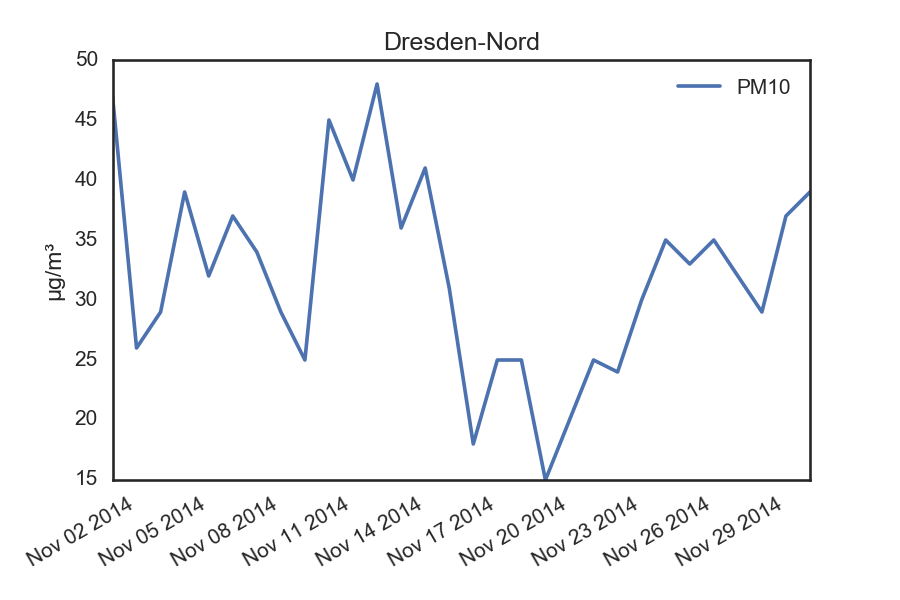 Dresden-Nord
PM10
µg/m³
50
45
40
35
30
25
20
15
Nov 02 2014
Nov 05 2014
Nov 08 2014
Nov 11 2014
Nov 14 2014
Nov 17 2014
Nov 20 2014
Nov 23 2014
Nov 26 2014
Nov 29 2014